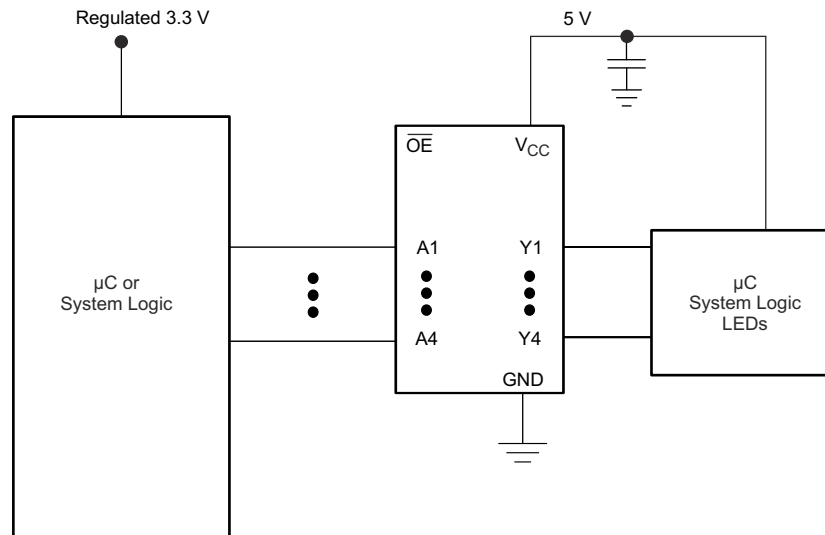 Regulated 3.3 V
5 V
OE
VCC
µC or
System Logic
A1
Y1
A4
Y4
GND
µC
System Logic
LEDs